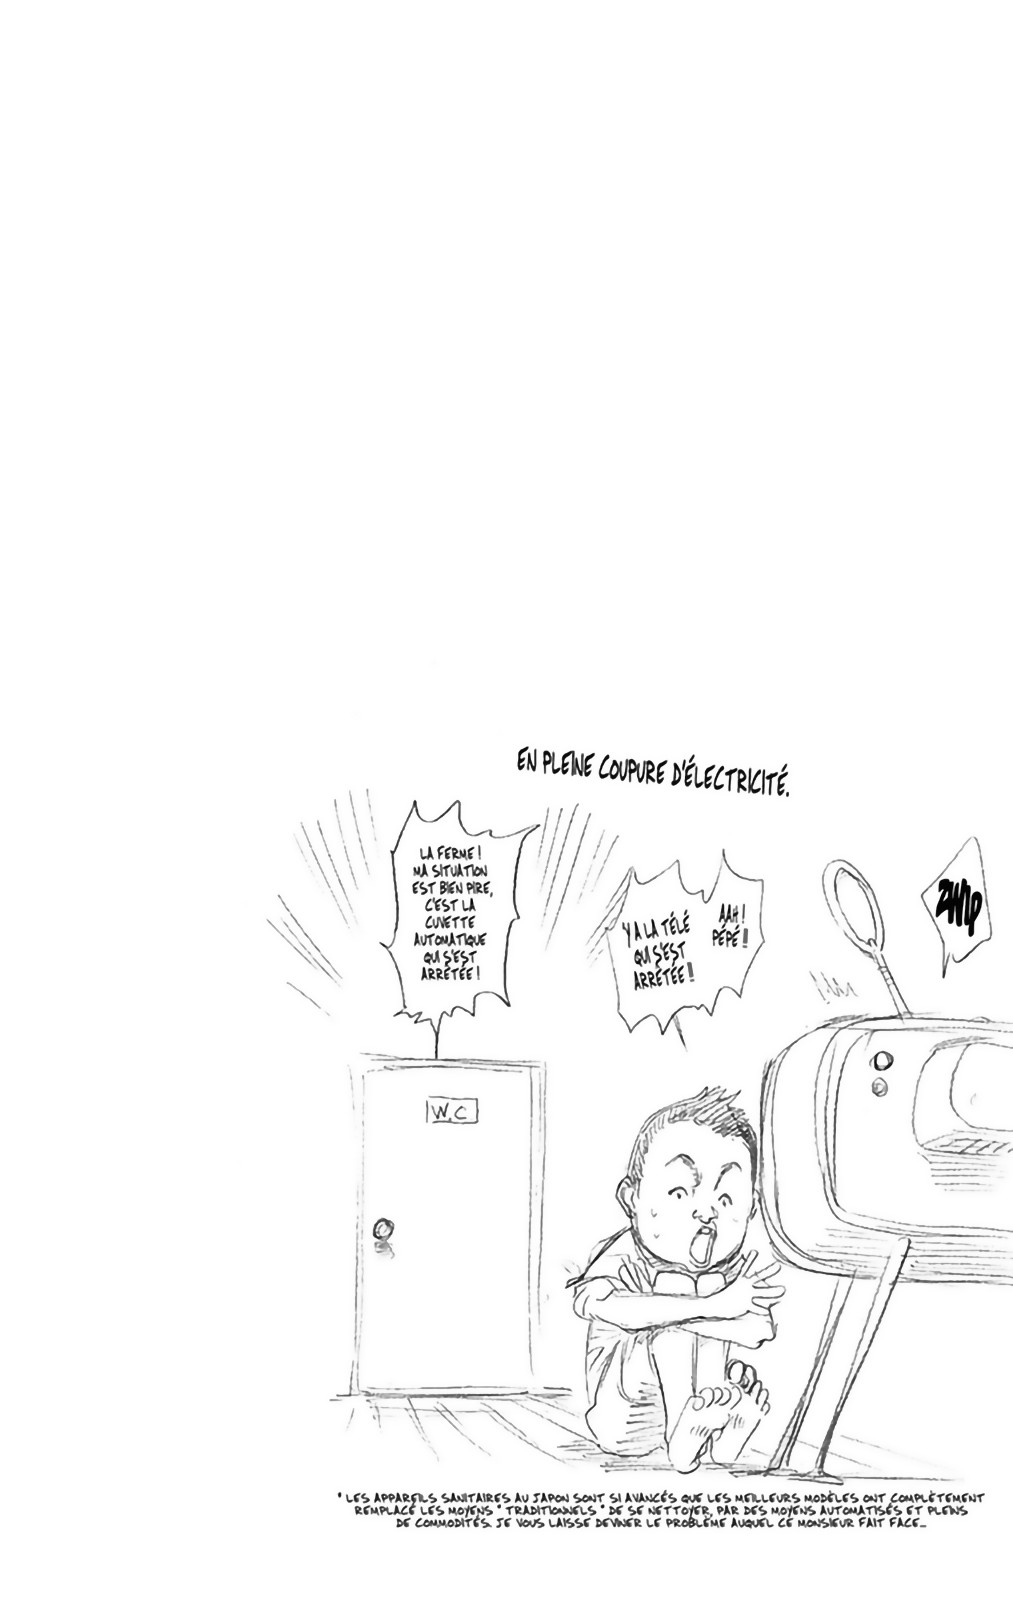 EN PLEINE COUPURE D'ÉLECTRICITÉ.
ZWIP
AAH !
PÉPÉ !
Y A LA TÉLÉ
QUI S'EST
ARRÊTÉE !
LA FERME !
MA SITUATION
EST BIEN PIRE,
C'EST LA
CUVETTE
AUTOMATIQUE
QUI S'EST
ARRÊTÉE !
W.C
* LES APPAREILS SANITAIRES AU JAPON SONT SI AVANCÉS QUE LES MEILLEURS MODÈLES ONT COMPLÈTEMENT
REMPLACÉ LES MOYENS " TRADITIONNELS " DE SE NETTOYER, PAR DES MOYENS AUTOMATISÉS ET PLEINS
DE COMMODITÉS. JE VOUS LAISSE DEVINER LE PROBLÈME AUQUEL CE MONSIEUR FAIT FACE...